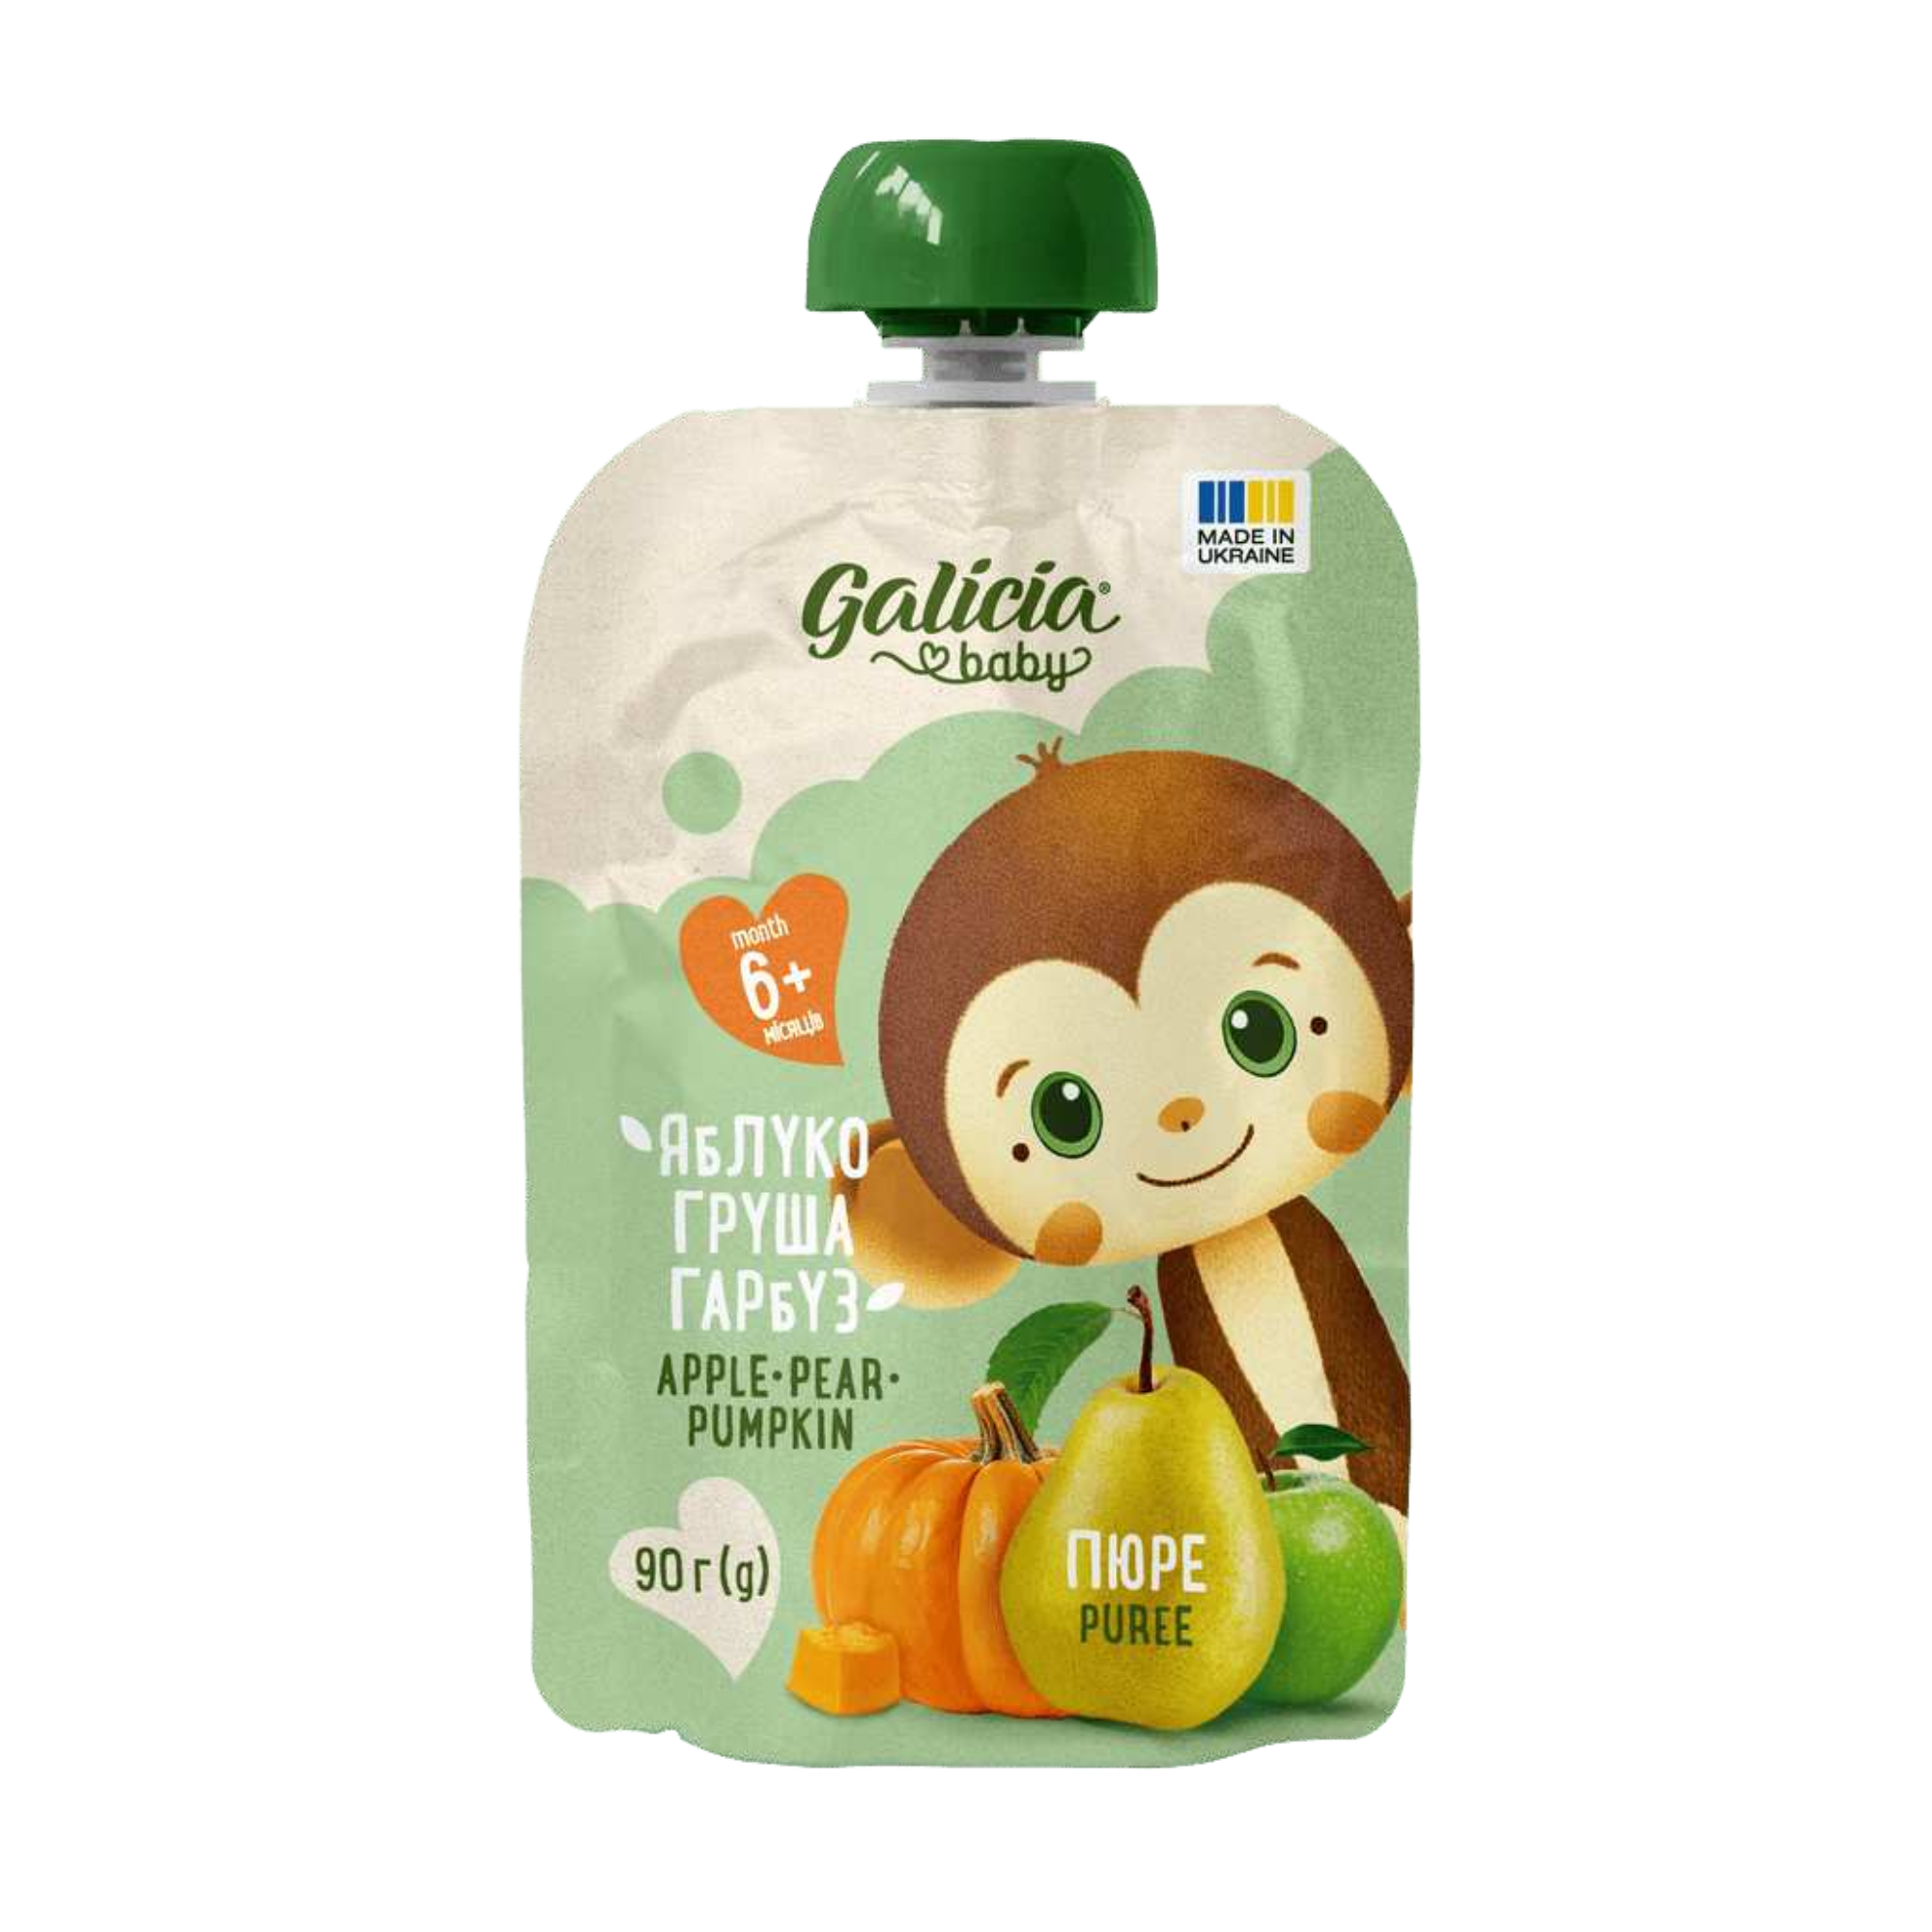 MADE IN
UKRAINE
Galicia®
baby
month
6+
місяців
ЯБЛУКО
ГРУША
ГАРБУЗ
APPLE•PEAR•
PUMPKIN
90 г (g)
ПЮРЕ
PUREE